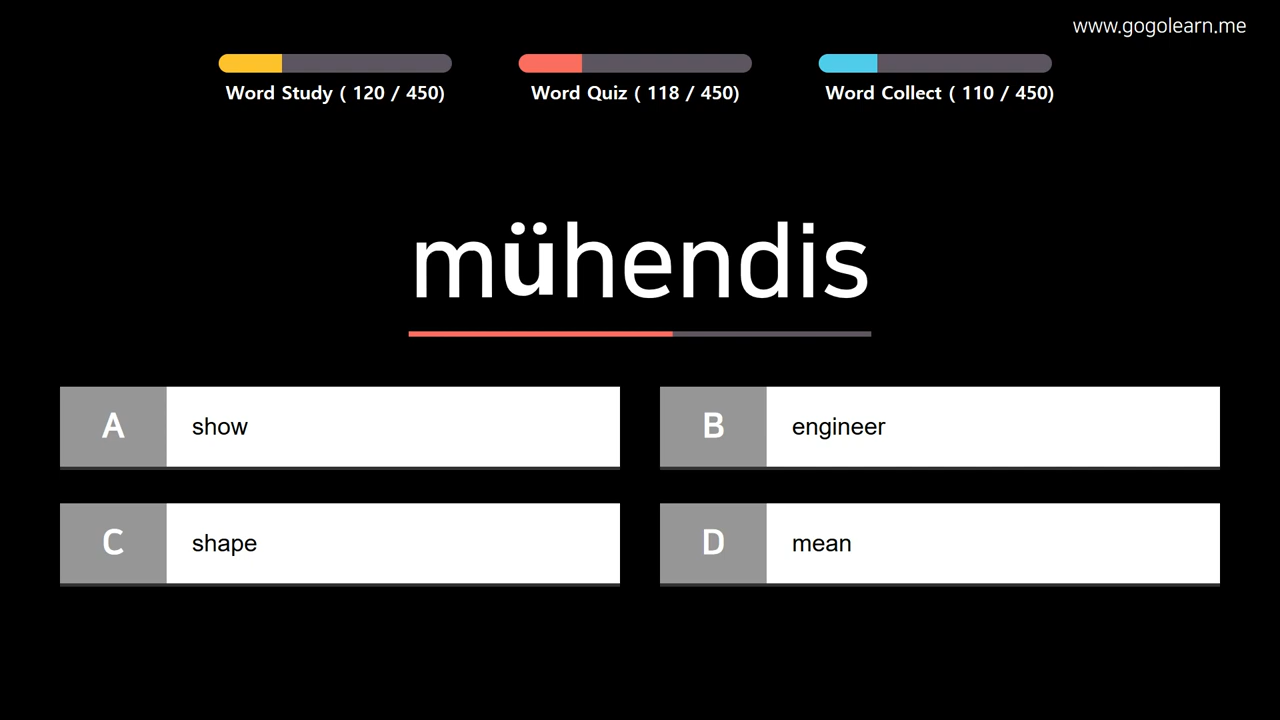 www.gogolearn.me
Word Study ( 120 / 450)
Word Quiz ( 118 / 450)
Word Collect ( 110 / 450)
mühendis
A show
B engineer
C shape
D mean